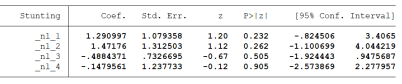 Stunting Coef. Std. Err. z P>|z| [95% Conf. Interval]
_nl_1 1.290997 1.079358 1.20 0.232 -.824506 3.4065
_nl_2 1.47176 1.312503 1.12 0.262 -1.100699 4.044219
_nl_3 -.4884371 .7326695 -0.67 0.505 -1.924443 .9475687
_nl_4 -.1479561 1.237733 -0.12 0.905 -2.573869 2.277957